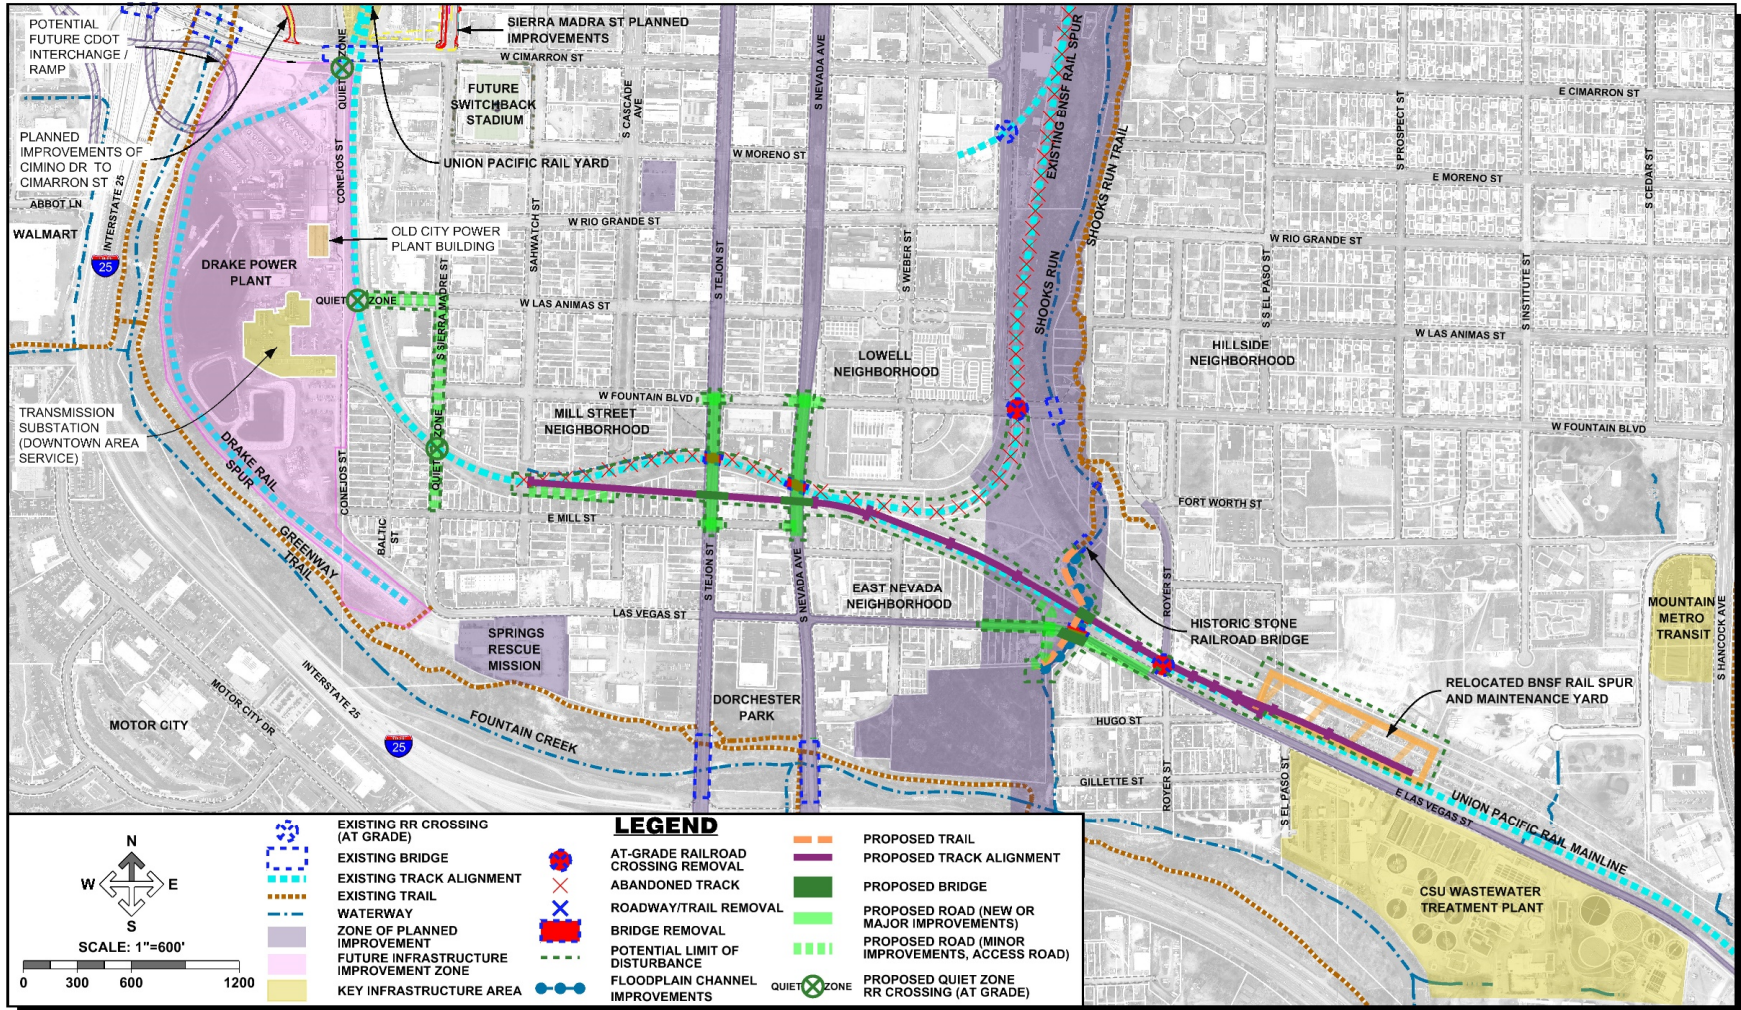 POTENTIAL
FUTURE CDOT
INTERCHANGE /
RAMP
PLANNED
IMPROVEMENTS OF
CIMINO DR TO
CIMARRON ST
ABBOT LN
WALMART
INTERSTATE 25
25
QUIET ZONE
SIERRA MADRA ST PLANNED
IMPROVEMENTS
W CIMARRON ST
FUTURE
SWITCHBACK
STADIUM
UNION PACIFIC RAIL YARD
S CASCADE
AVE
S NEVADA AVE
W MORENO ST
EXISTING BNSF RAIL SPUR
SHOOKS RUN TRAIL
E CIMARRON ST
S PROSPECT ST
E MORENO ST
S CEDAR ST
CONEJOS ST
OLD CITY POWER
PLANT BUILDING
DRAKE POWER
PLANT
SAHWATCH ST
W RIO GRANDE ST
S TEJON ST
S WEBER ST
SHOOKS RUN
W RIO GRANDE ST
S S EL PASO ST
S INSTITUTE ST
QUIET ZONE
S SIERRA MADRE ST
W LAS ANIMAS ST
W LAS ANIMAS ST
LOWELL
NEIGHBORHOOD
HILLSIDE
NEIGHBORHOOD
TRANSMISSION
SUBSTATION
(DOWNTOWN AREA
SERVICE)
W FOUNTAIN BLVD
MILL STREET
NEIGHBORHOOD
W FOUNTAIN BLVD
QUIET ZONE
DRAKE RAIL
SPUR
CONEJOS ST
GREENWAY
TRAIL
BALTIC
ST
E MILL ST
FORT WORTH ST
S TEJON ST
S NEVADA AVE
EAST NEVADA
NEIGHBORHOOD
ROYER ST
LAS VEGAS ST
HISTORIC STONE
RAILROAD BRIDGE
MOUNTAIN
METRO
TRANSIT
S HANCOCK AVE
SPRINGS
RESCUE
MISSION
RELOCATED BNSF RAIL SPUR
AND MAINTENANCE YARD
DORCHESTER
PARK
INTERSTATE 25
MOTOR CITY DR
MOTOR CITY
25
FOUNTAIN CREEK
HUGO ST
GILLETTE ST
ROYER ST
S EL PASO ST
E LAS VEGAS ST
UNION PACIFIC RAIL MAINLINE
CSU WASTEWATER
TREATMENT PLANT
N
W E
S
SCALE: 1"=600'
0 300 600 1200
LEGEND
EXISTING RR CROSSING
(AT GRADE)
EXISTING BRIDGE
EXISTING TRACK ALIGNMENT
EXISTING TRAIL
WATERWAY
ZONE OF PLANNED
IMPROVEMENT
FUTURE INFRASTRUCTURE
IMPROVEMENT ZONE
KEY INFRASTRUCTURE AREA
AT-GRADE RAILROAD
CROSSING REMOVAL
ABANDONED TRACK
ROADWAY/TRAIL REMOVAL
BRIDGE REMOVAL
POTENTIAL LIMIT OF
DISTURBANCE
FLOODPLAIN CHANNEL
IMPROVEMENTS
PROPOSED TRAIL
PROPOSED TRACK ALIGNMENT
PROPOSED BRIDGE
PROPOSED ROAD (NEW OR
MAJOR IMPROVEMENTS)
PROPOSED ROAD (MINOR
IMPROVEMENTS, ACCESS ROAD)
QUIET ZONE
PROPOSED QUIET ZONE
RR CROSSING (AT GRADE)